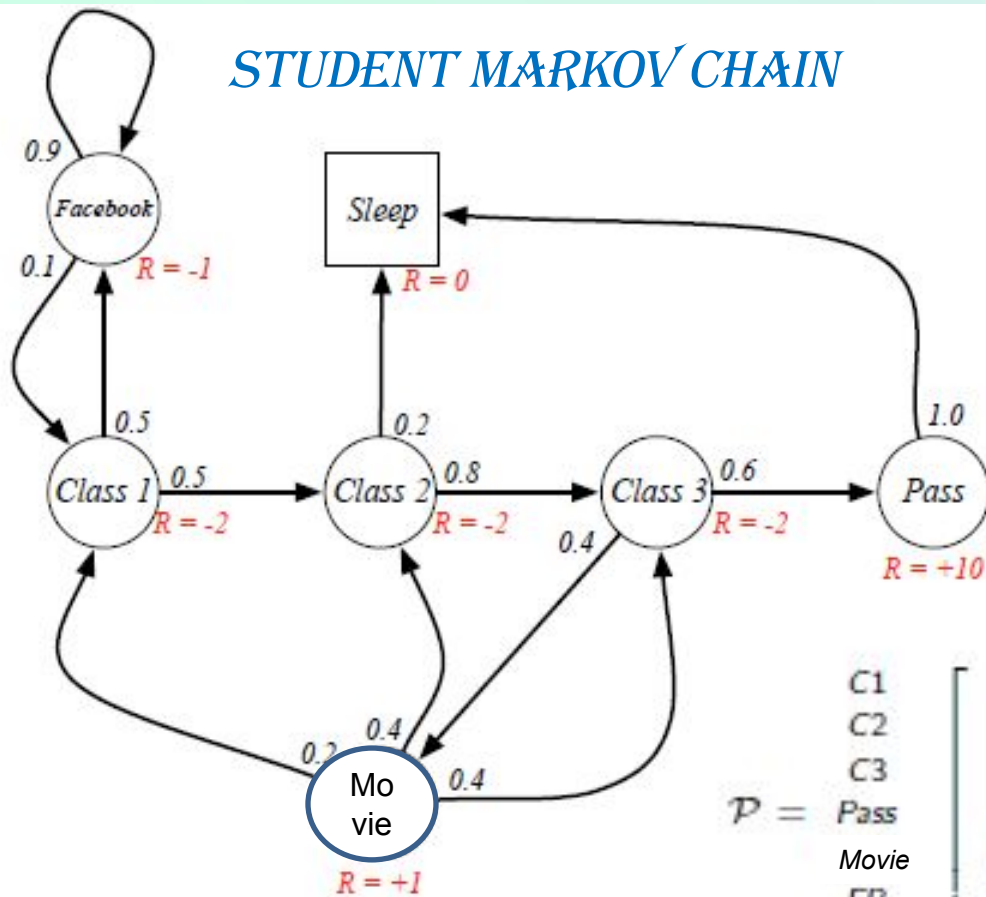 STUDENT MARKOV CHAIN
0.9
Facebook
Sleep
0.1
R = -1
R = 0
0.5
0.2
1.0
Class 1
0.5
Class 2
0.8
Class 3
0.6
Pass
R = -2
R = -2
R = -2
0.4
R = +10
0.2
0.4
0.4
Mo
vie
R = +1
C1
C2
C3
P = Pass
Movie